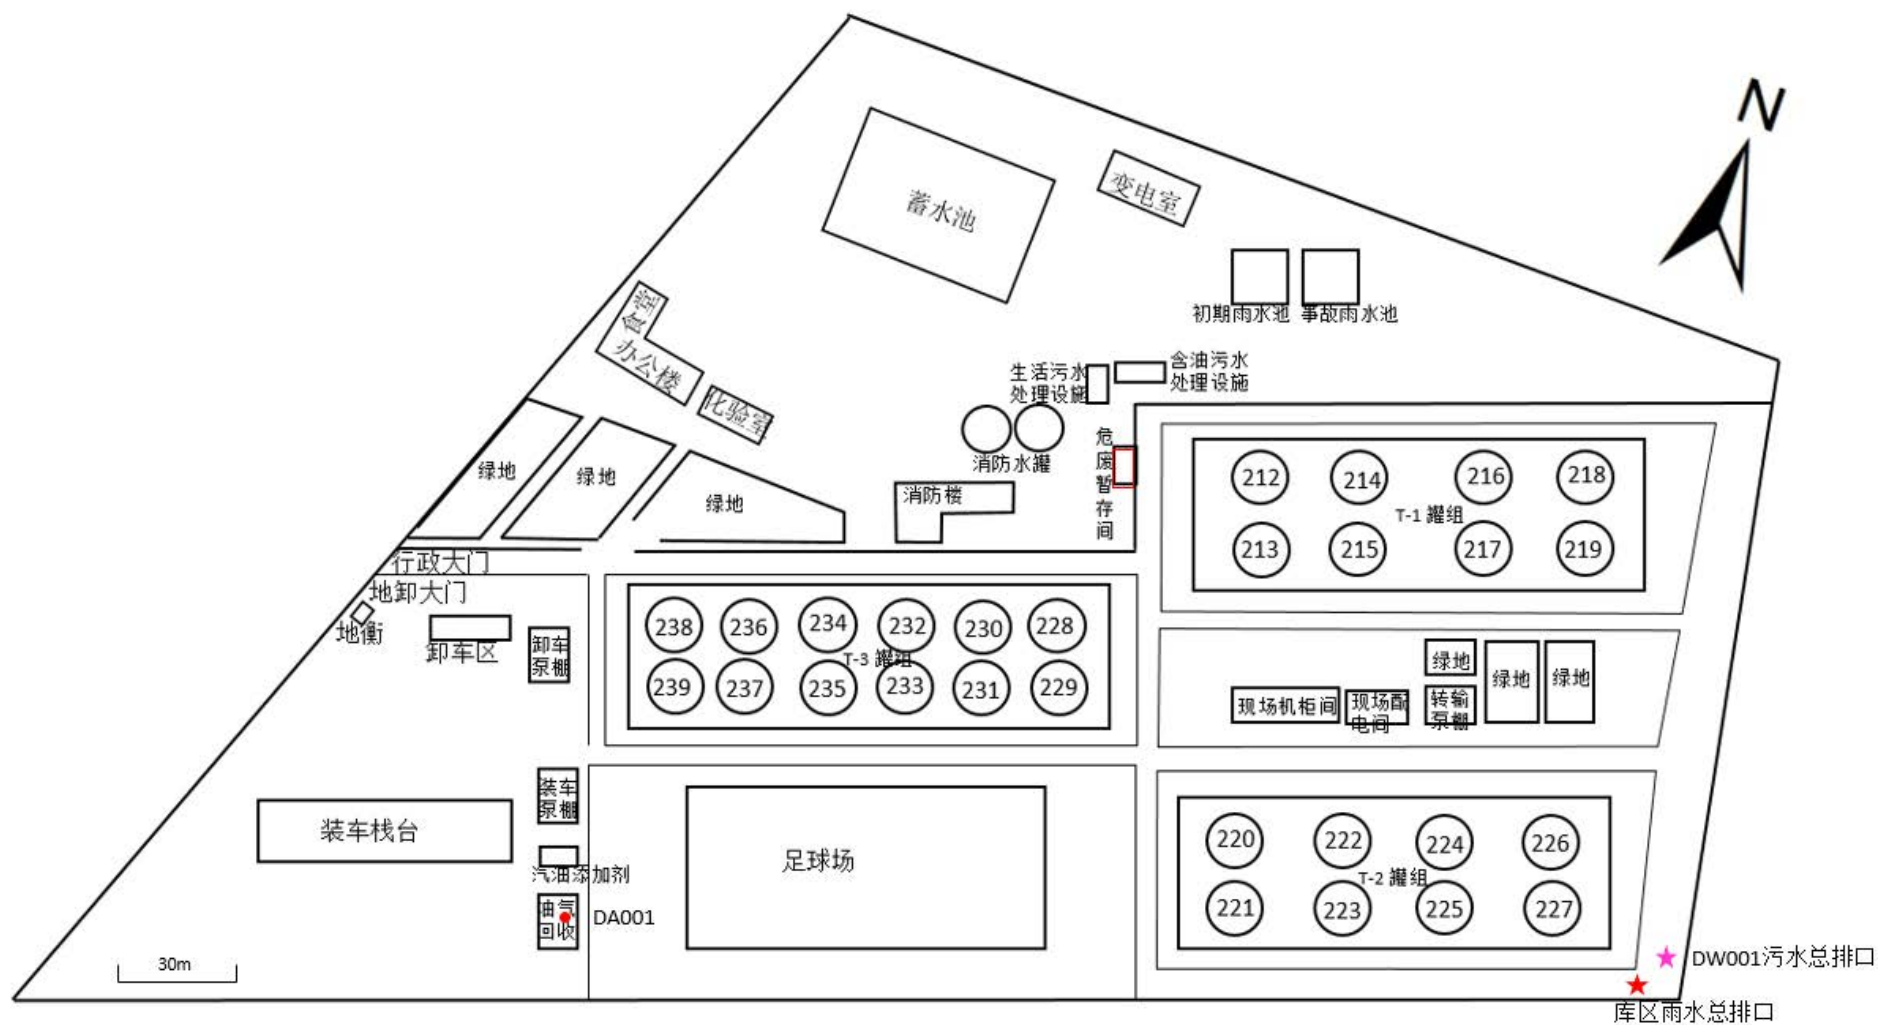 N
蓄水池
变电室
初期雨水池
事故雨水池
食堂
办公楼
化验室
生活污水
处理设施
含油污水
处理设施
消防水罐
危
废
暂
存
间
消防楼
绿地
绿地
绿地
212
214
216
218
T-1 罐组
213
215
217
219
行政大门
地卸大门
地衡
卸车区
卸车
泵棚
238
236
234
232
230
228
T-3 罐组
239
237
235
233
231
229
绿地
绿地
绿地
现场机柜间
现场配
电间
转输
泵棚
装车
泵棚
装车栈台
汽油添加剂
油气
回收
DA001
足球场
220
222
224
226
T-2 罐组
221
223
225
227
30m
DW001污水总排口
库区雨水总排口